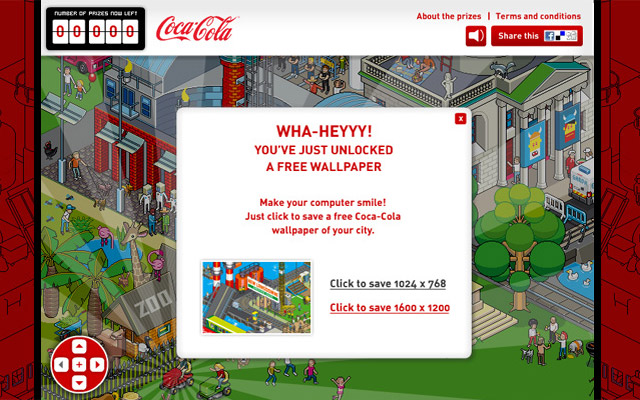 NUMBER OF PRIZES NOW LEFT
00000
Coca-Cola
About the prizes | Terms and conditions
Share this
x
WHA-HEYYY!
YOU'VE JUST UNLOCKED
A FREE WALLPAPER
Make your computer smile!
Just click to save a free Coca-Cola
wallpaper of your city.
Click to save 1024 x 768
Click to save 1600 x 1200
ZOO